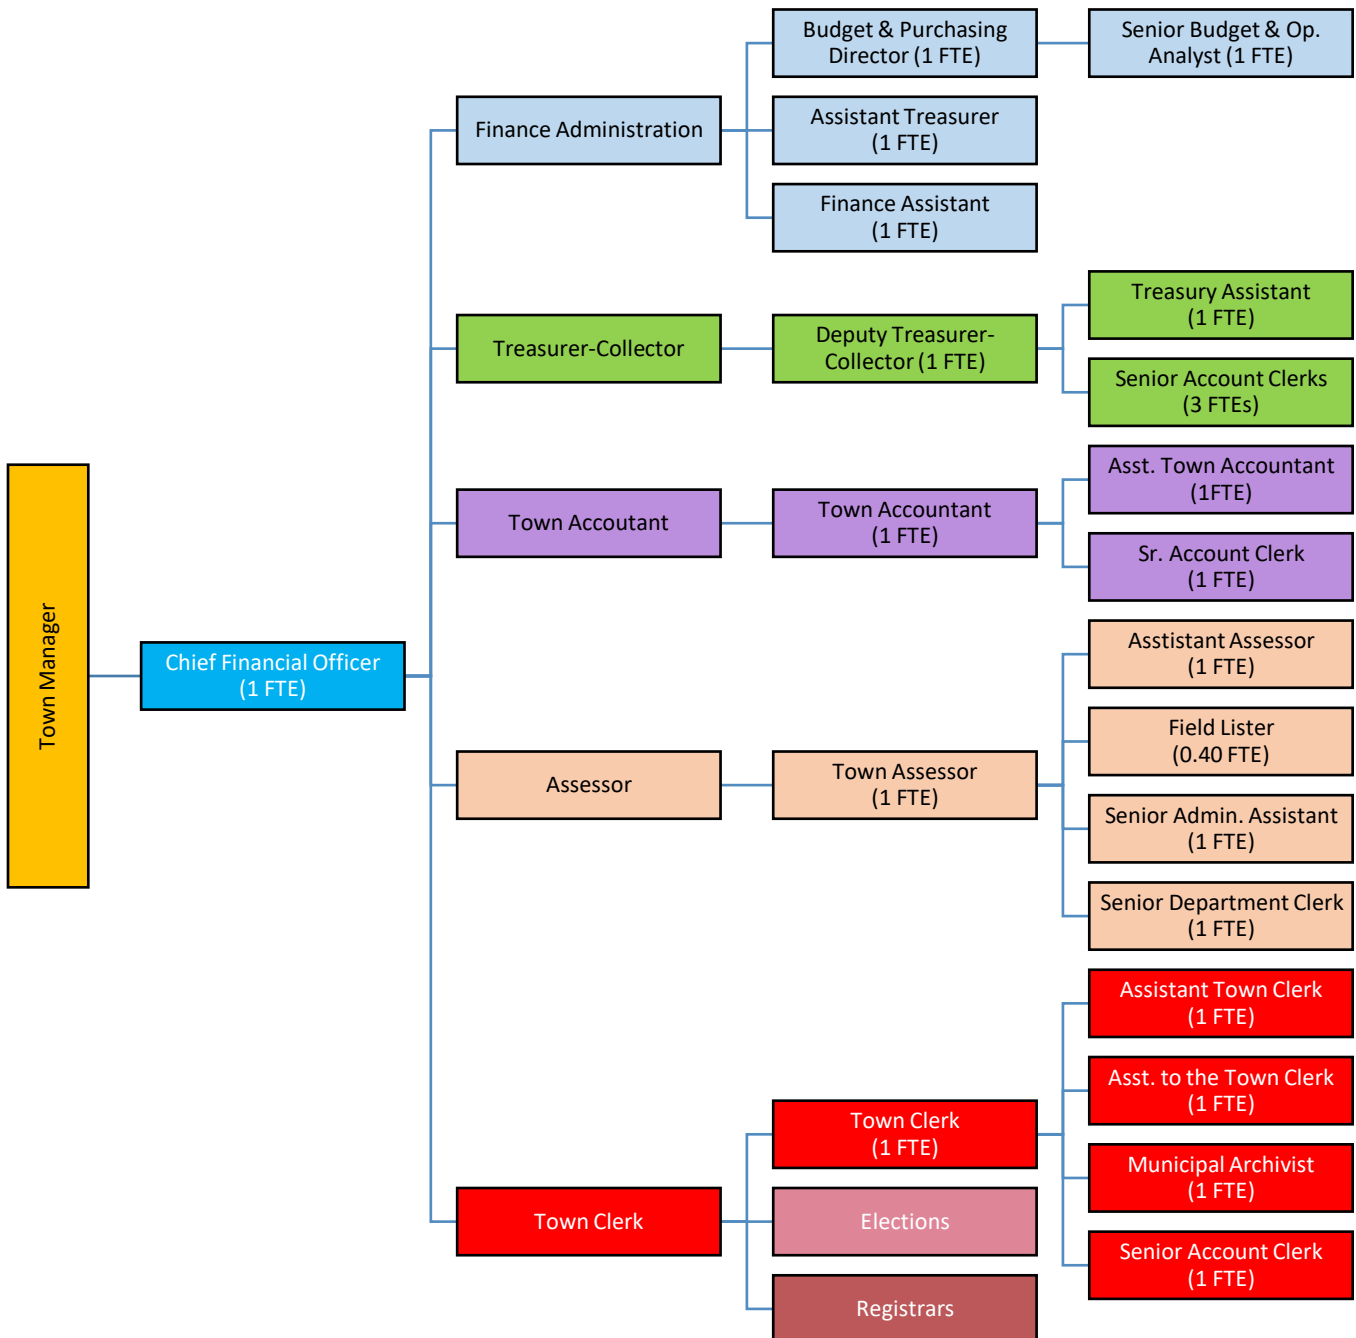 Town Manager
Chief Financial Officer
(1 FTE)
Finance Administration
Budget & Purchasing
Director (1 FTE)
Senior Budget & Op.
Analyst (1 FTE)
Assistant Treasurer
(1 FTE)
Finance Assistant
(1 FTE)
Treasurer-Collector
Deputy Treasurer-
Collector (1 FTE)
Treasury Assistant
(1 FTE)
Senior Account Clerks
(3 FTEs)
Town Accoutant
Town Accountant
(1 FTE)
Asst. Town Accountant
(1FTE)
Sr. Account Clerk
(1 FTE)
Assessor
Town Assessor
(1 FTE)
Asstistant Assessor
(1 FTE)
Field Lister
(0.40 FTE)
Senior Admin. Assistant
(1 FTE)
Senior Department Clerk
(1 FTE)
Town Clerk
Town Clerk
(1 FTE)
Assistant Town Clerk
(1 FTE)
Asst. to the Town Clerk
(1 FTE)
Municipal Archivist
(1 FTE)
Senior Account Clerk
(1 FTE)
Elections
Registrars